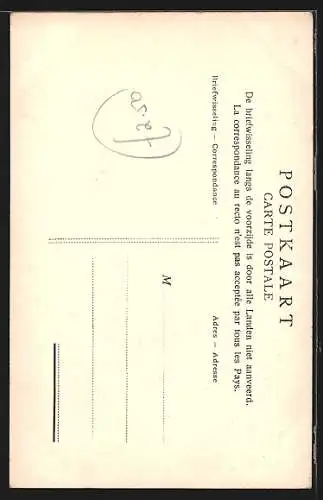 POSTKAART
CARTE POSTALE
De briefwisseling langs de voorzijde is door alle Landen niet aanveerd.
La correspondance au recto n'est pas acceptée par tous les Pays.
Briefwisseling – Correspondance
Adres – Adresse
M